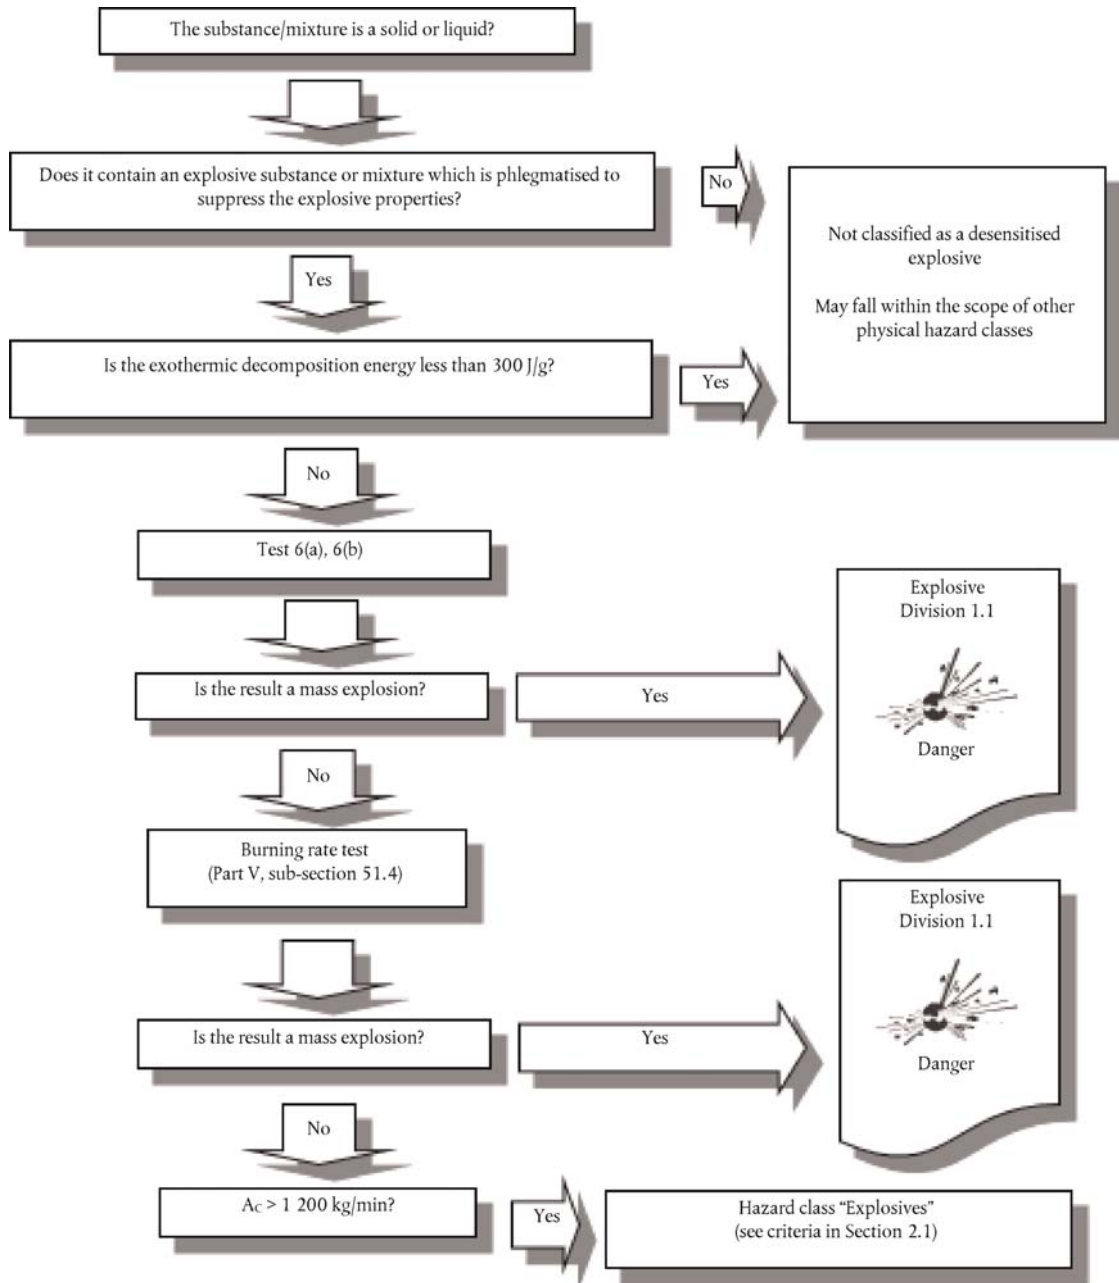 The substance/mixture is a solid or liquid?
Does it contain an explosive substance or mixture which is phlegmatised to
suppress the explosive properties?
No
Not classified as a desensitised
explosive
May fall within the scope of other
physical hazard classes
Yes
Is the exothermic decomposition energy less than 300 J/g?
Yes
No
Test 6(a), 6(b)
Is the result a mass explosion?
Yes
Explosive
Division 1.1
Danger
No
Burning rate test
(Part V, sub-section 51.4)
Is the result a mass explosion?
Yes
Explosive
Division 1.1
Danger
No
AC > 1 200 kg/min?
Yes
Hazard class “Explosives”
(see criteria in Section 2.1)